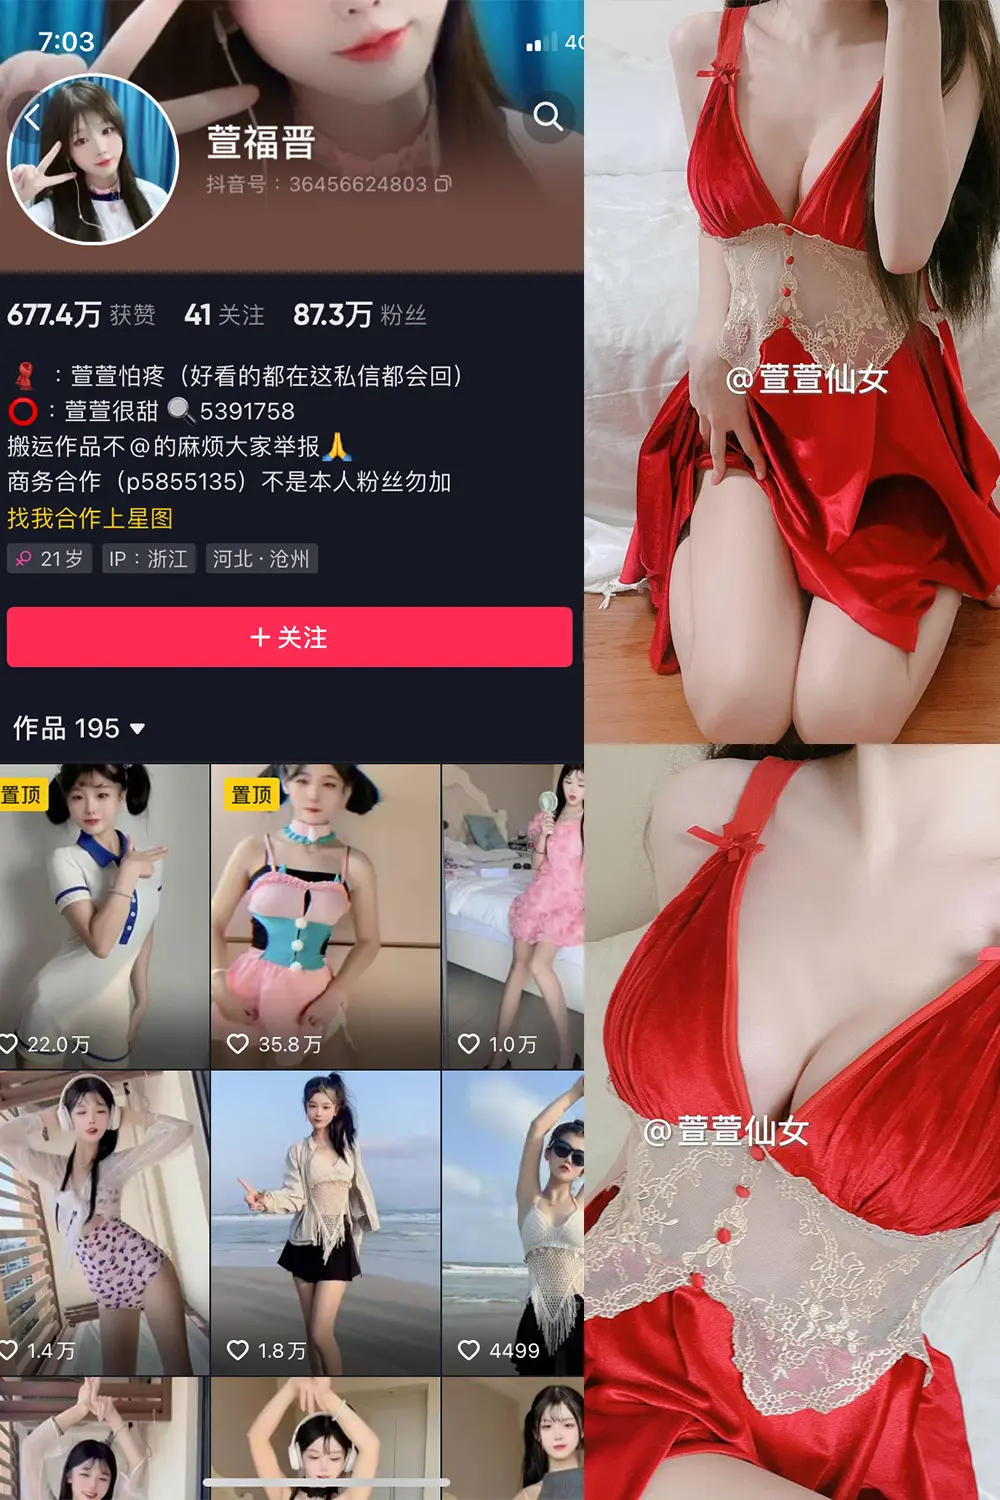 7:03
4G
萱福晋
抖音号：36456624803
677.4万 获赞 41 关注 87.3万 粉丝
：萱萱怕疼（好看的都在这私信都会回）
：萱萱很甜 🔍5391758
搬运作品不@的麻烦大家举报🙏
商务合作（p5855135）不是本人粉丝勿加
找我合作上星图
21岁 IP：浙江 河北·沧州
+ 关注
作品 195
置顶
置顶
22.0万
35.8万
1.0万
1.4万
1.8万
4499
@萱萱仙女
@萱萱仙女